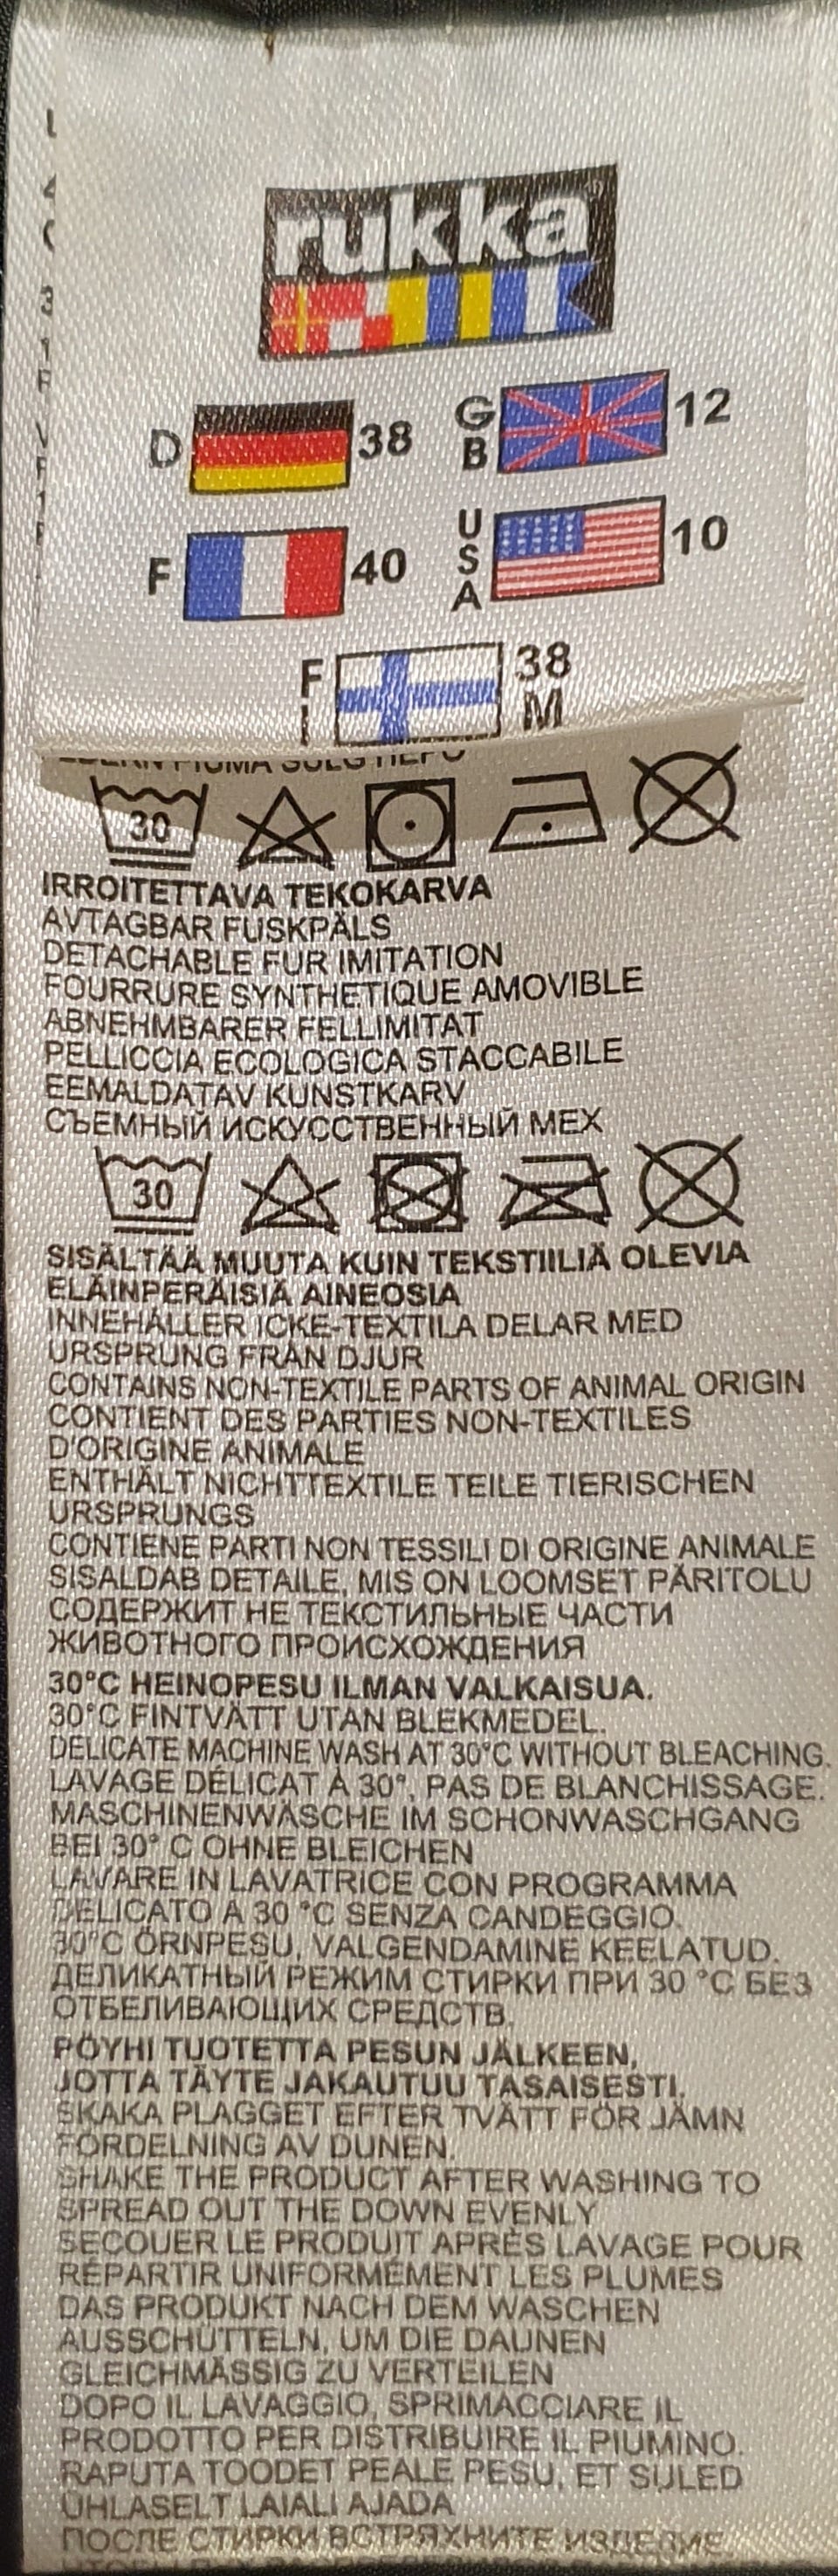 rukka
D 38
GB 12
F 40
USA 10
FI 38 M
30
IRROITETTAVA TEKOKARVA
AVTAGBAR FUSKPÄLS
DETACHABLE FUR IMITATION
FOURRURE SYNTHETIQUE AMOVIBLE
ABNEHMBARER FELLIMITAT
PELLICCIA ECOLOGICA STACCABILE
EEMALDATAV KUNSTKARV
СЪЕМНЫЙ ИСКУССТВЕННЫЙ МЕХ
30
SISÄLTÄÄ MUUTA KUIN TEKSTIILIÄ OLEVIA
ELÄINPERÄISIÄ AINEOSIA
INNEHÅLLER ICKE-TEXTILA DELAR MED
URSPRUNG FRÅN DJUR
CONTAINS NON-TEXTILE PARTS OF ANIMAL ORIGIN
CONTIENT DES PARTIES NON-TEXTILES
D'ORIGINE ANIMALE
ENTHÄLT NICHTTEXTILE TEILE TIERISCHEN
URSPRUNGS
CONTIENE PARTI NON TESSILI DI ORIGINE ANIMALE
SISALDAB DETAILE, MIS ON LOOMSET PÄRITOLU
СОДЕРЖИТ НЕ ТЕКСТИЛЬНЫЕ ЧАСТИ
ЖИВОТНОГО ПРОИСХОЖДЕНИЯ
30°C HEINOPESU ILMAN VALKAISUA.
30°C FINTVÄTT UTAN BLEKMEDEL.
DELICATE MACHINE WASH AT 30°C WITHOUT BLEACHING.
LAVAGE DÉLICAT À 30°, PAS DE BLANCHISSAGE.
MASCHINENWÄSCHE IM SCHONWASCHGANG
BEI 30° C OHNE BLEICHEN
LAVARE IN LAVATRICE CON PROGRAMMA
DELICATO A 30 °C SENZA CANDEGGIO.
30°C ÕRNPESU, VALGENDAMINE KEELATUD.
ДЕЛИКАТНЫЙ РЕЖИМ СТИРКИ ПРИ 30 °C БЕЗ
ОТБЕЛИВАЮЩИХ СРЕДСТВ.
PÖYHI TUOTETTA PESUN JÄLKEEN,
JOTTA TÄYTE JAKAUTUU TASAISESTI.
SKAKA PLAGGET EFTER TVÄTT FÖR JÄMN
FÖRDELNING AV DUNEN.
SHAKE THE PRODUCT AFTER WASHING TO
SPREAD OUT THE DOWN EVENLY
SECOUER LE PRODUIT APRÈS LAVAGE POUR
RÉPARTIR UNIFORMÉMENT LES PLUMES
DAS PRODUKT NACH DEM WASCHEN
AUSSCHÜTTELN, UM DIE DAUNEN
GLEICHMÄSSIG ZU VERTEILEN
DOPO IL LAVAGGIO, SPRIMACCIARE IL
PRODOTTO PER DISTRIBUIRE IL PIUMINO.
RAPUTA TOODET PEALE PESU, ET SULED
ÜHLASELT LAIALI AJADA
ПОСЛЕ СТИРКИ ВСТРЯХНИТЕ ИЗДЕЛИЕ,